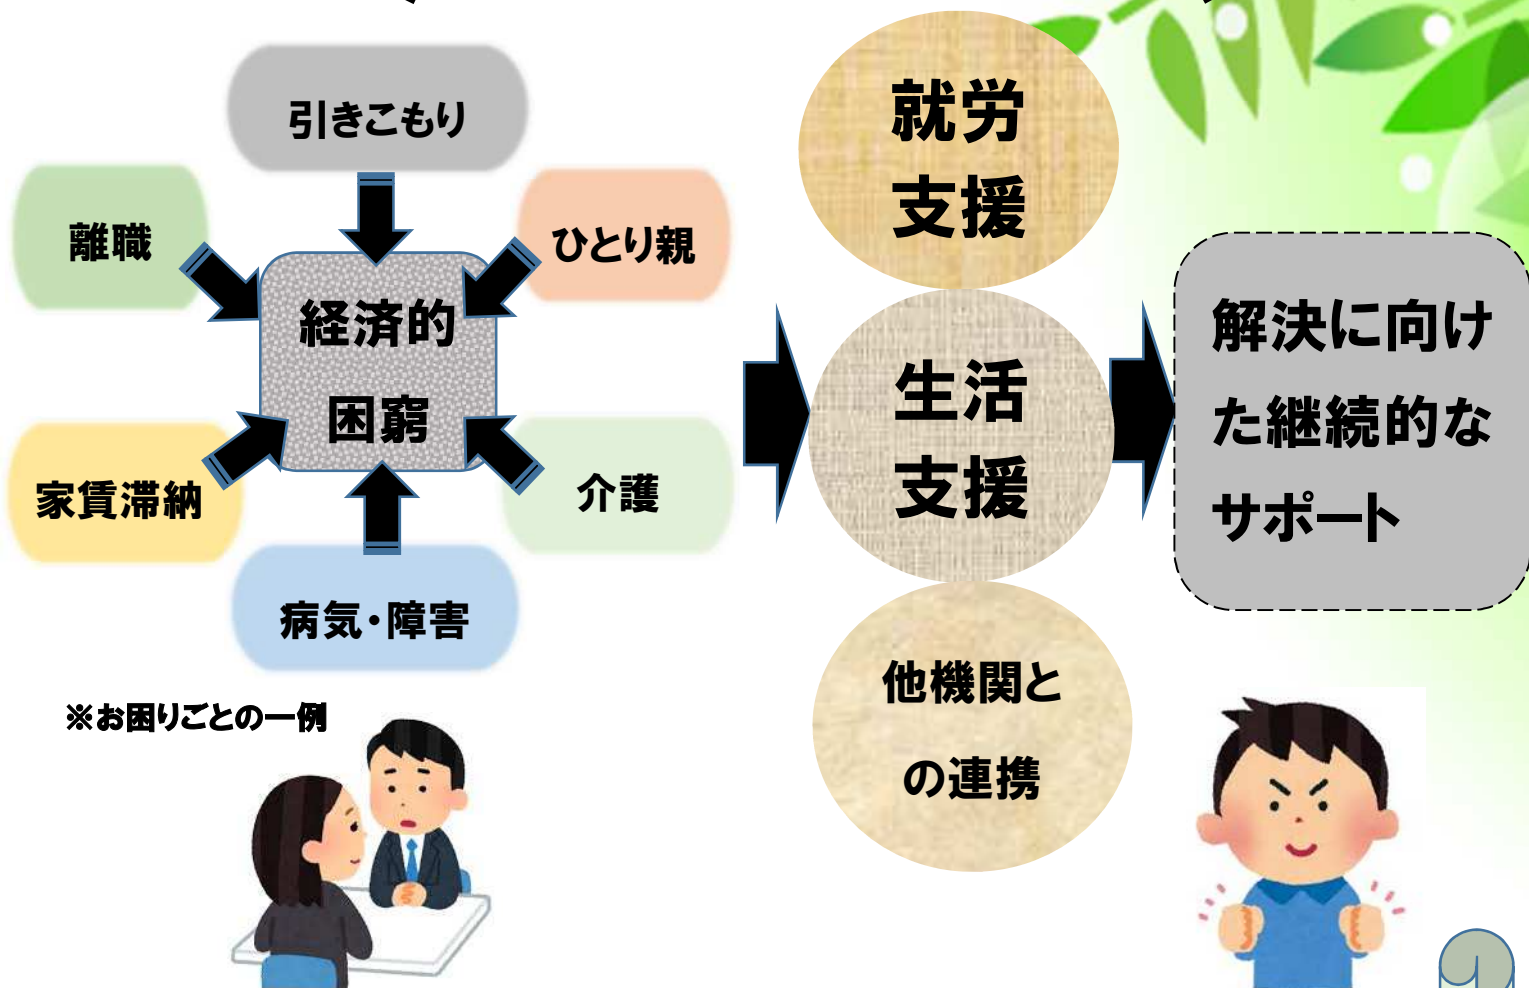 引きこもり
離職
ひとり親
経済的
困窮
家賃滞納
介護
病気・障害
※お困りごとの一例
就労
支援
生活
支援
他機関と
の連携
解決に向け
た継続的な
サポート